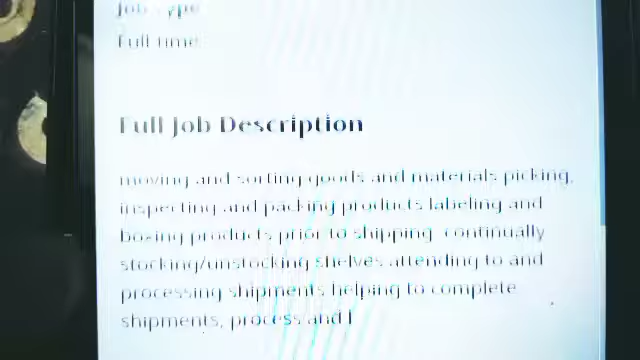 Job Type
Full time
Full Job Description
moving and sorting goods and materials picking,
inspecting and packing products labeling and
boxing products prior to shipping continually
stocking/unstocking shelves attending to and
processing shipments helping to complete
shipments, process and